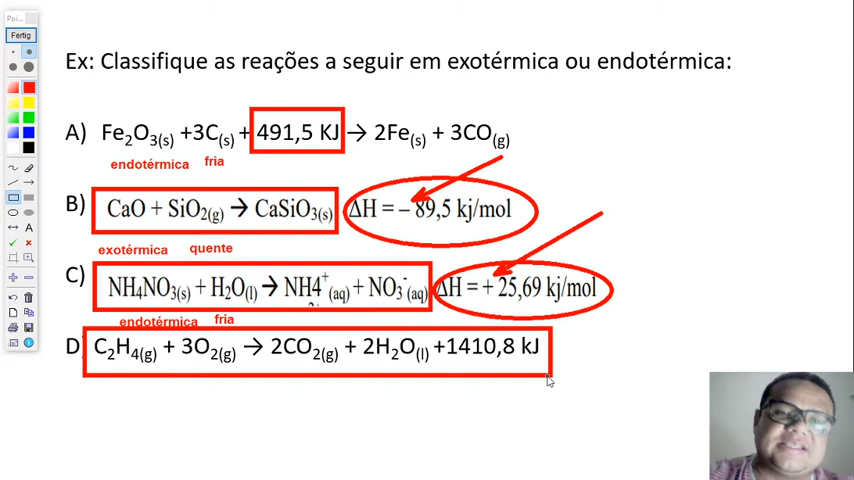 Poi...
Fertig
Ex: Classifique as reações a seguir em exotérmica ou endotérmica:
A) Fe₂O₃(s) +3C(s) + 491,5 KJ → 2Fe(s) + 3CO(g)
endotérmica fria
B) CaO + SiO₂(g) → CaSiO₃(s) ΔH = – 89,5 kj/mol
exotérmica quente
C) NH₄NO₃(s) + H₂O(l) → NH4⁺(aq) + NO₃⁻(aq) ΔH = + 25,69 kj/mol
endotérmica fria
D) C₂H₄(g) + 3O₂(g) → 2CO₂(g) + 2H₂O(l) +1410,8 kJ